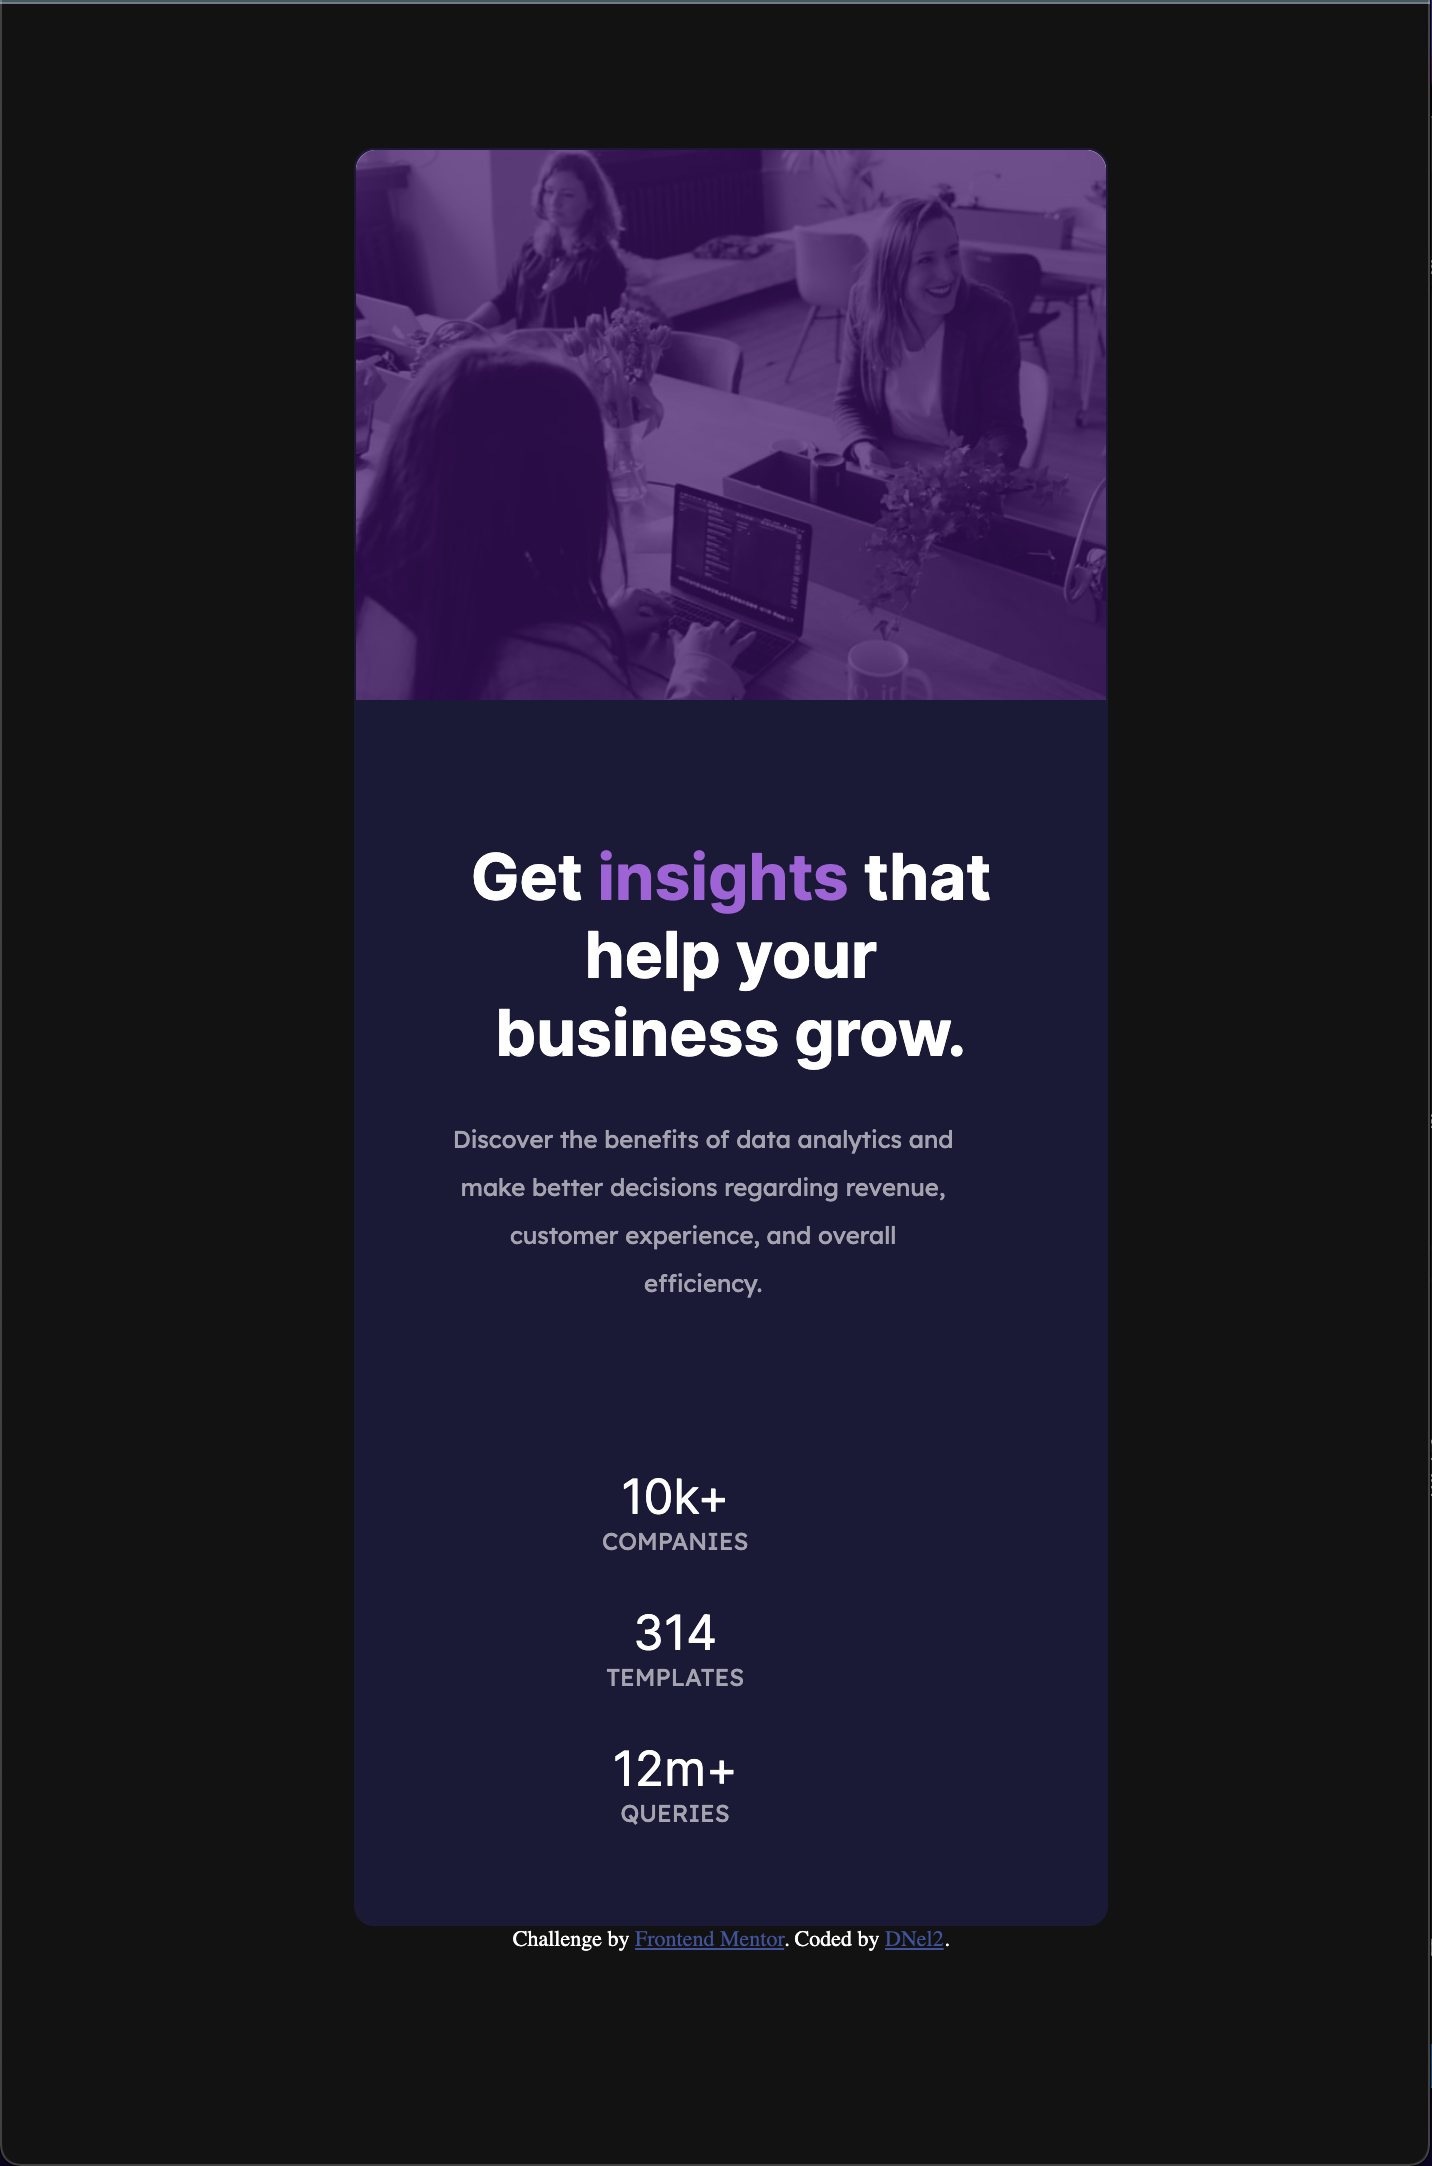 Get insights that
help your
business grow.
Discover the benefits of data analytics and
make better decisions regarding revenue,
customer experience, and overall
efficiency.
10k+
COMPANIES
314
TEMPLATES
12m+
QUERIES
Challenge by Frontend Mentor. Coded by DNel2.